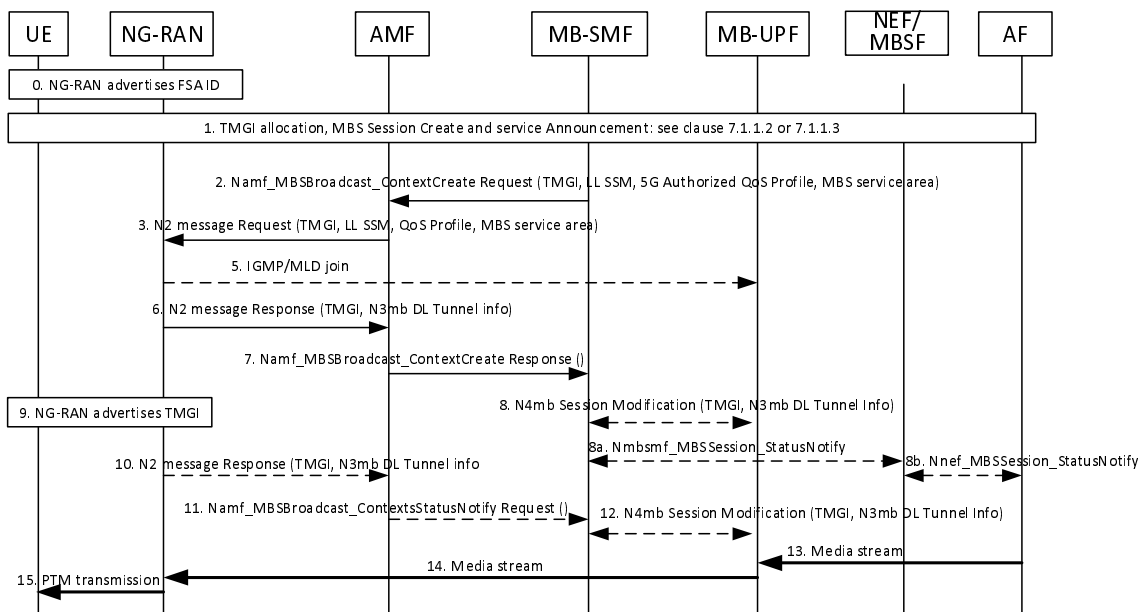 UE
NG-RAN
AMF
MB-SMF
MB-UPF
NEF/
MBSF
AF
0. NG-RAN advertises FSA ID
1. TMGI allocation, MBS Session Create and service Announcement: see clause 7.1.1.2 or 7.1.1.3
2. Namf_MBSBroadcast_ContextCreate Request (TMGI, LL SSM, 5G Authorized QoS Profile, MBS service area)
3. N2 message Request (TMGI, LL SSM, QoS Profile, MBS service area)
5. IGMP/MLD join
6. N2 message Response (TMGI, N3mb DL Tunnel info)
7. Namf_MBSBroadcast_ContextCreate Response ()
9. NG-RAN advertises TMGI
8. N4mb Session Modification (TMGI, N3mb DL Tunnel Info)
8a. Nmbsmf_MBSSession_StatusNotify
8b. Nnef_MBSSession_StatusNotify
10. N2 message Response (TMGI, N3mb DL Tunnel info
11. Namf_MBSBroadcast_ContextsStatusNotify Request ()
12. N4mb Session Modification (TMGI, N3mb DL Tunnel Info)
13. Media stream
14. Media stream
15. PTM transmission